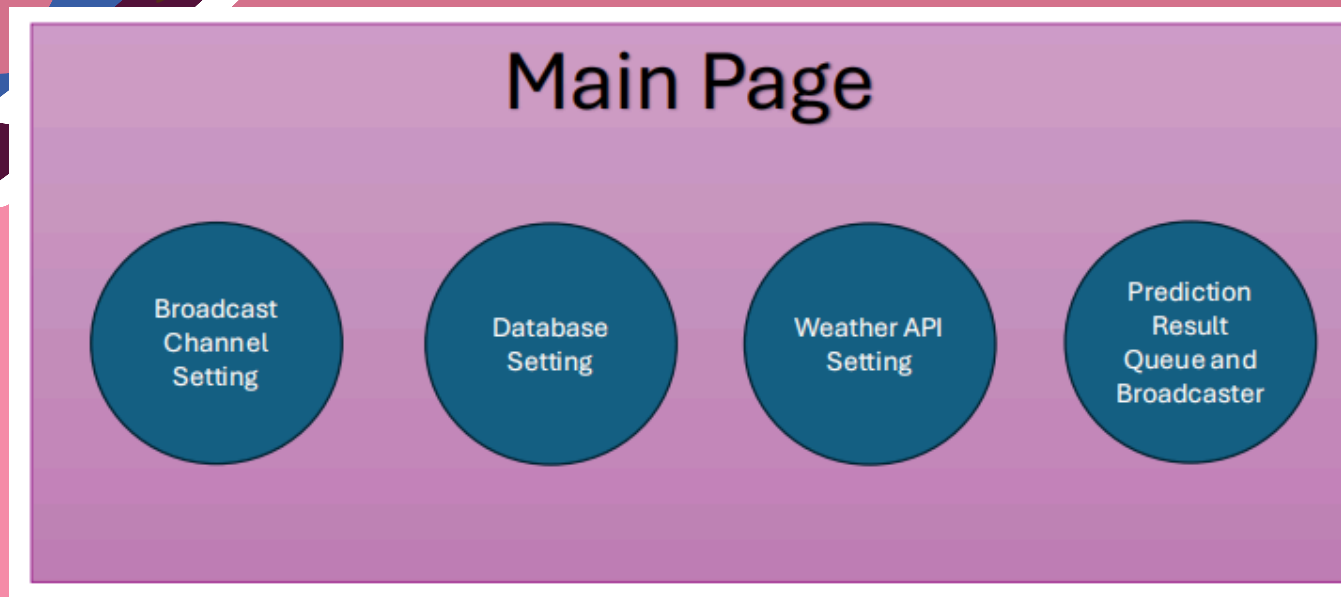 Main Page
Broadcast
Channel
Setting
Database
Setting
Weather API
Setting
Prediction
Result
Queue and
Broadcaster